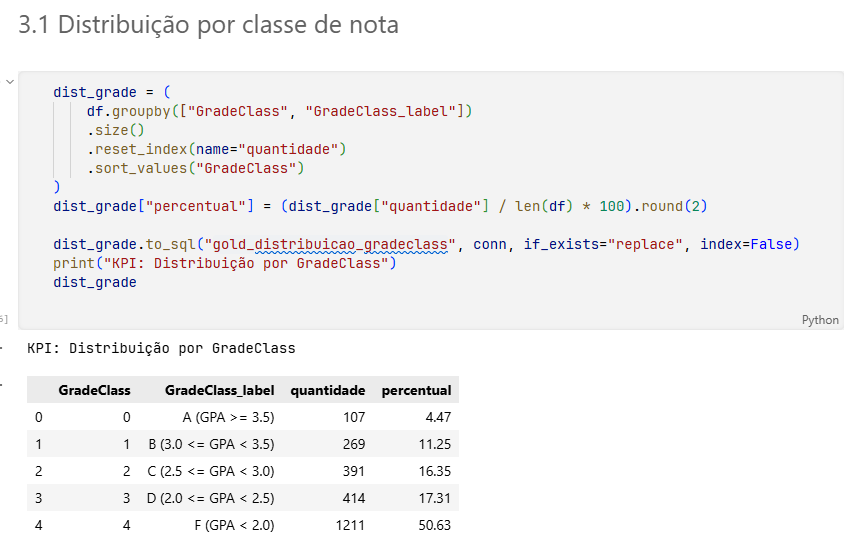 3.1 Distribuição por classe de nota
dist_grade = (
df.groupby(["GradeClass", "GradeClass_label"])
.size()
.reset_index(name="quantidade")
.sort_values("GradeClass")
)
dist_grade["percentual"] = (dist_grade["quantidade"] / len(df) * 100).round(2)
dist_grade.to_sql("gold_distribuicao_gradeclass", conn, if_exists="replace", index=False)
print("KPI: Distribuição por GradeClass")
dist_grade
Python
KPI: Distribuição por GradeClass
GradeClass GradeClass_label quantidade percentual
0 0 A (GPA >= 3.5) 107 4.47
1 1 B (3.0 <= GPA < 3.5) 269 11.25
2 2 C (2.5 <= GPA < 3.0) 391 16.35
3 3 D (2.0 <= GPA < 2.5) 414 17.31
4 4 F (GPA < 2.0) 1211 50.63